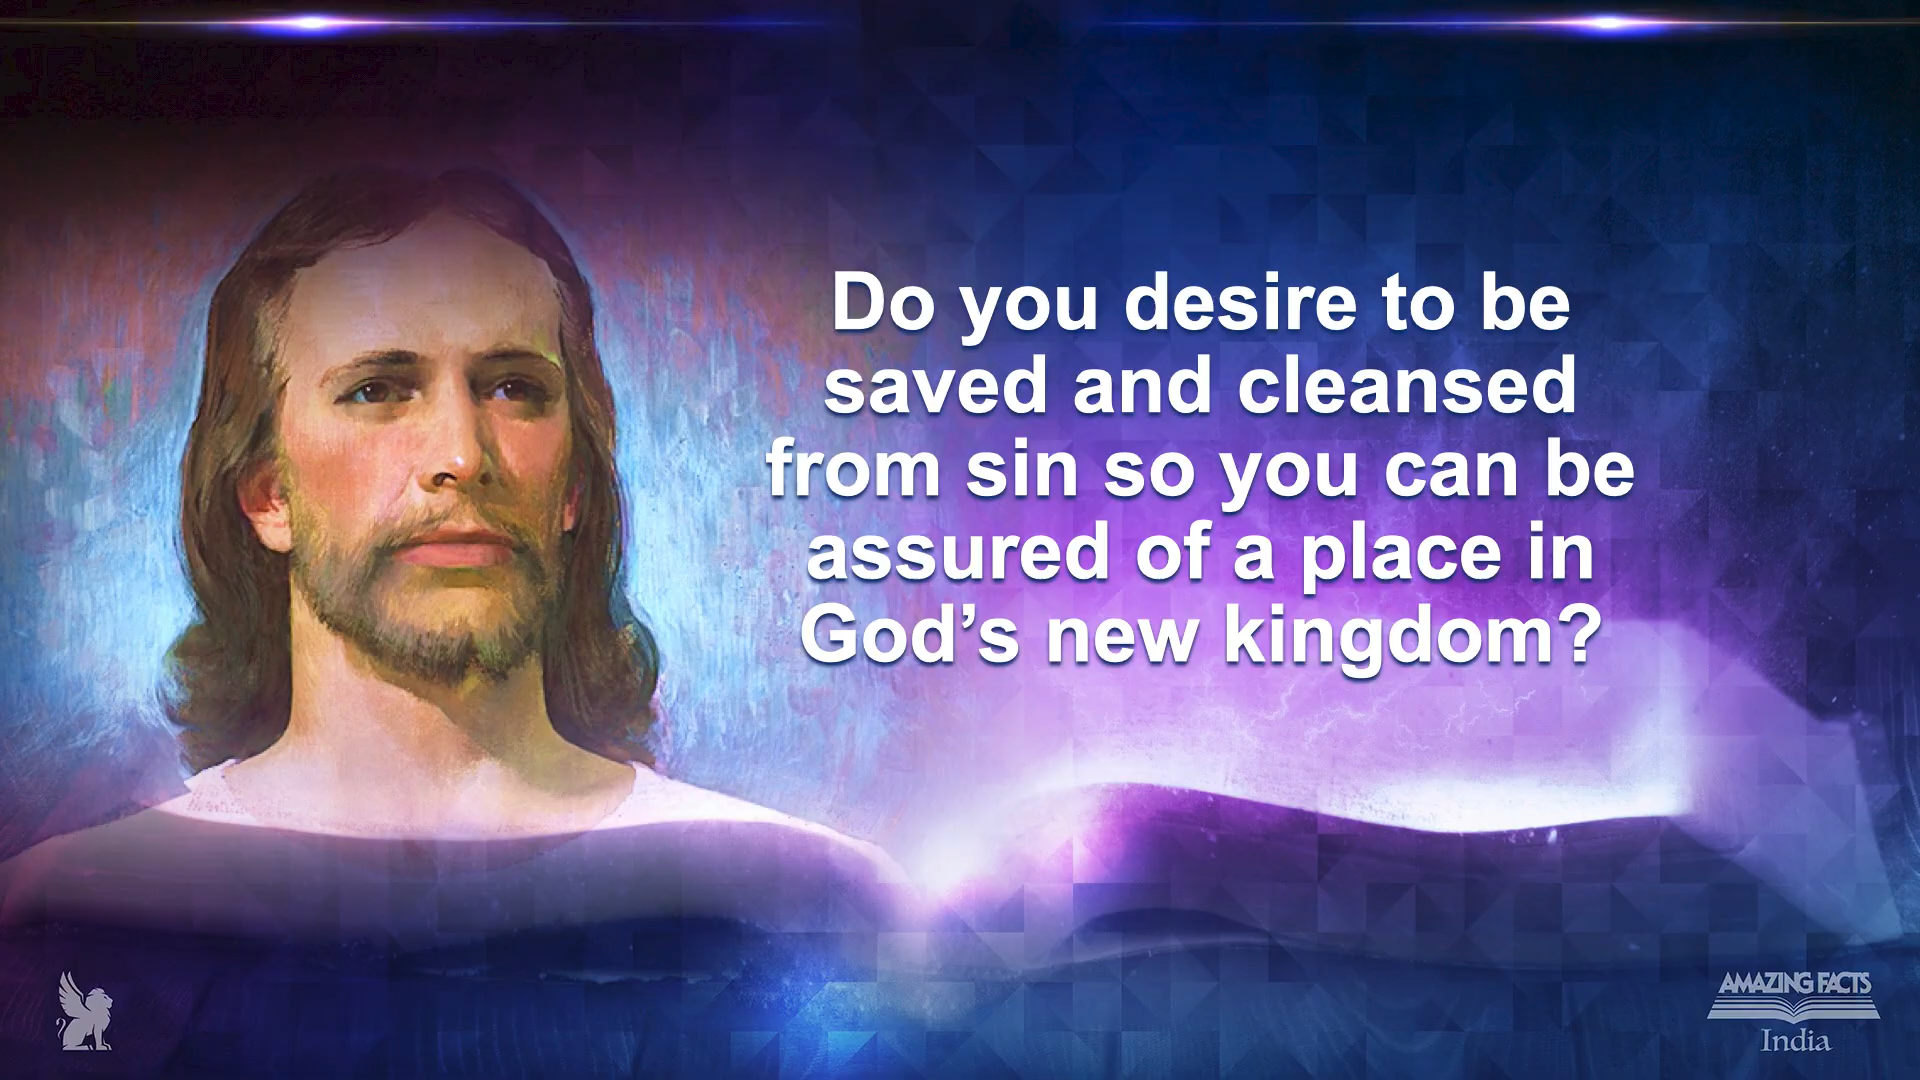 Do you desire to be
saved and cleansed
from sin so you can be
assured of a place in
God’s new kingdom?
AMAZING FACTS
India